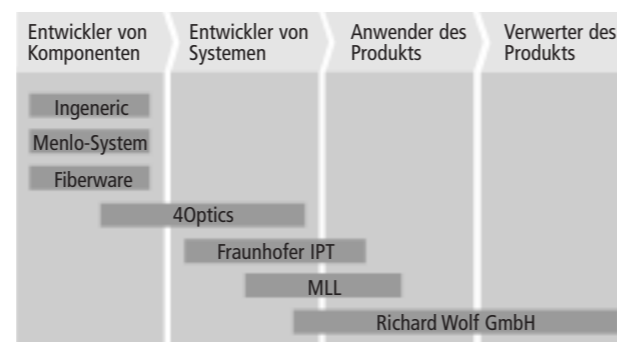 Entwickler von
Komponenten
Entwickler von
Systemen
Anwender des
Produkts
Verwerter des
Produkts
Ingeneric
Menlo-System
Fiberware
4Optics
Fraunhofer IPT
MLL
Richard Wolf GmbH